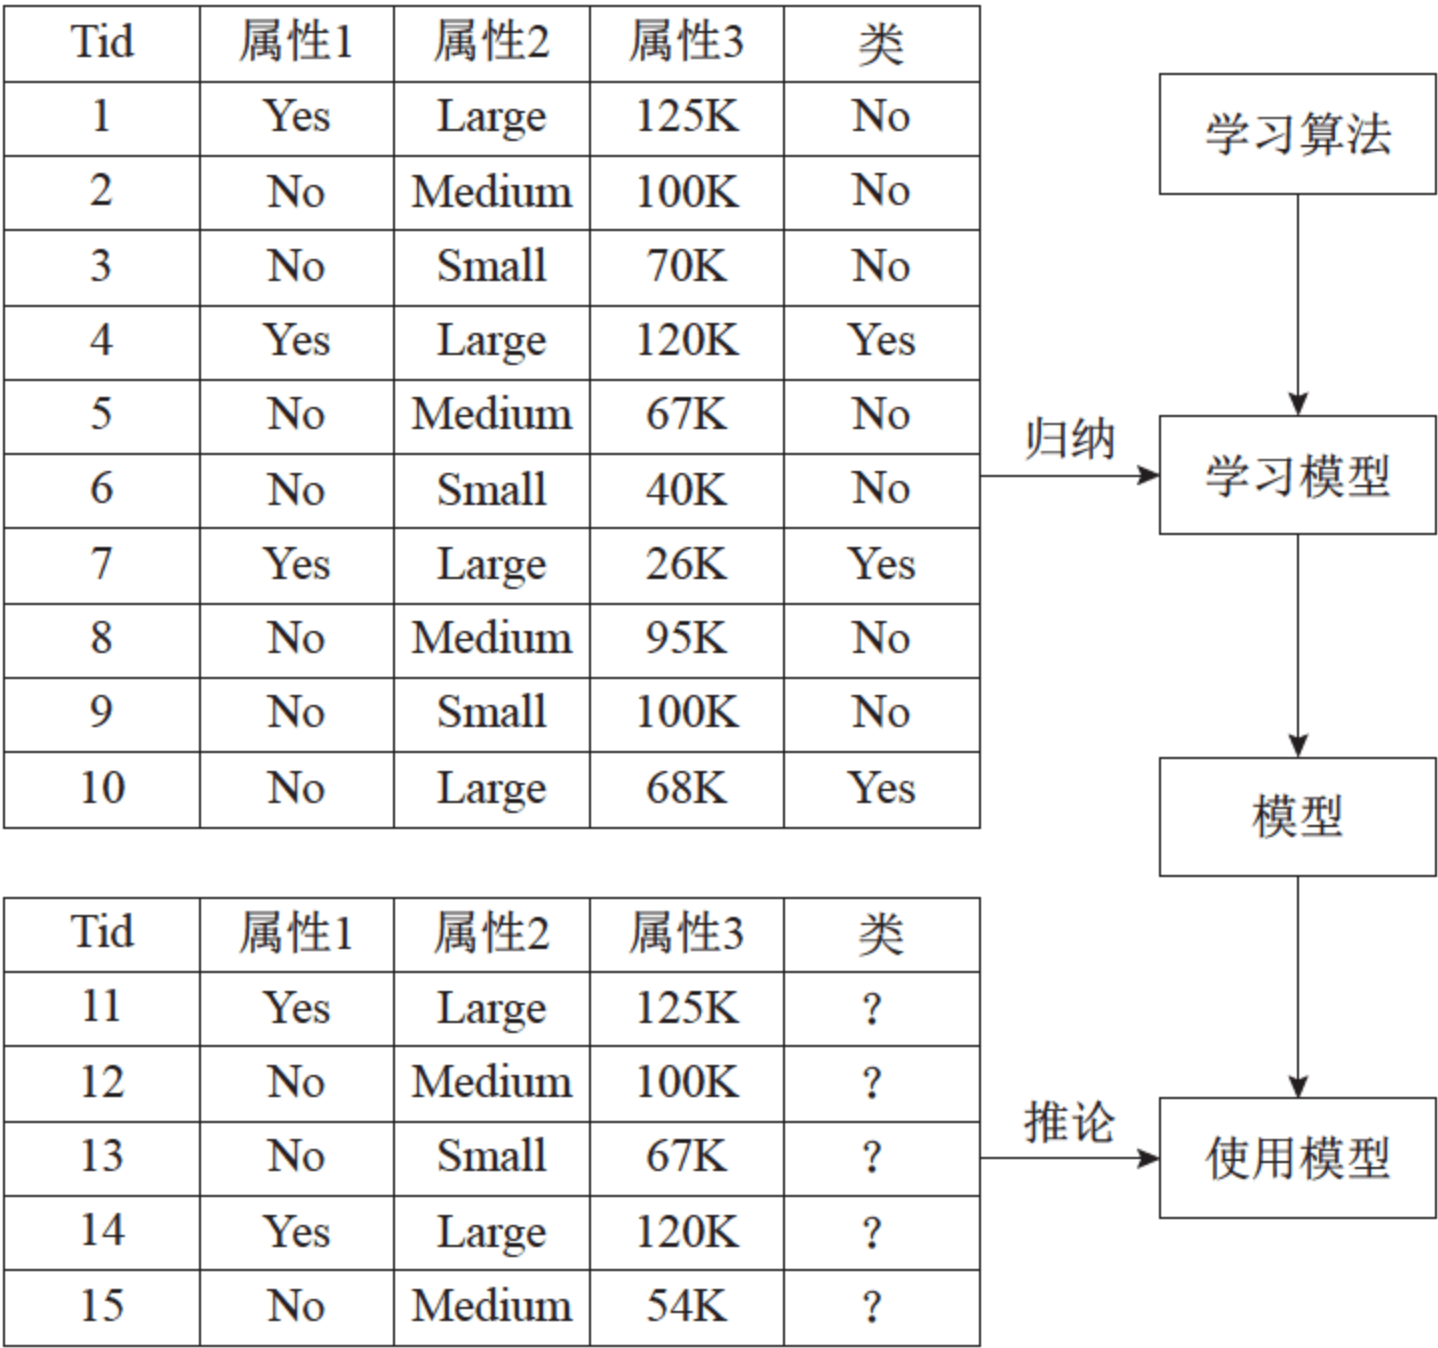 Tid 属性1 属性2 属性3 类
1 Yes Large 125K No
2 No Medium 100K No
3 No Small 70K No
4 Yes Large 120K Yes
5 No Medium 67K No
6 No Small 40K No
7 Yes Large 26K Yes
8 No Medium 95K No
9 No Small 100K No
10 No Large 68K Yes
Tid 属性1 属性2 属性3 类
11 Yes Large 125K ?
12 No Medium 100K ?
13 No Small 67K ?
14 Yes Large 120K ?
15 No Medium 54K ?
学习算法
归纳
学习模型
模型
推论
使用模型